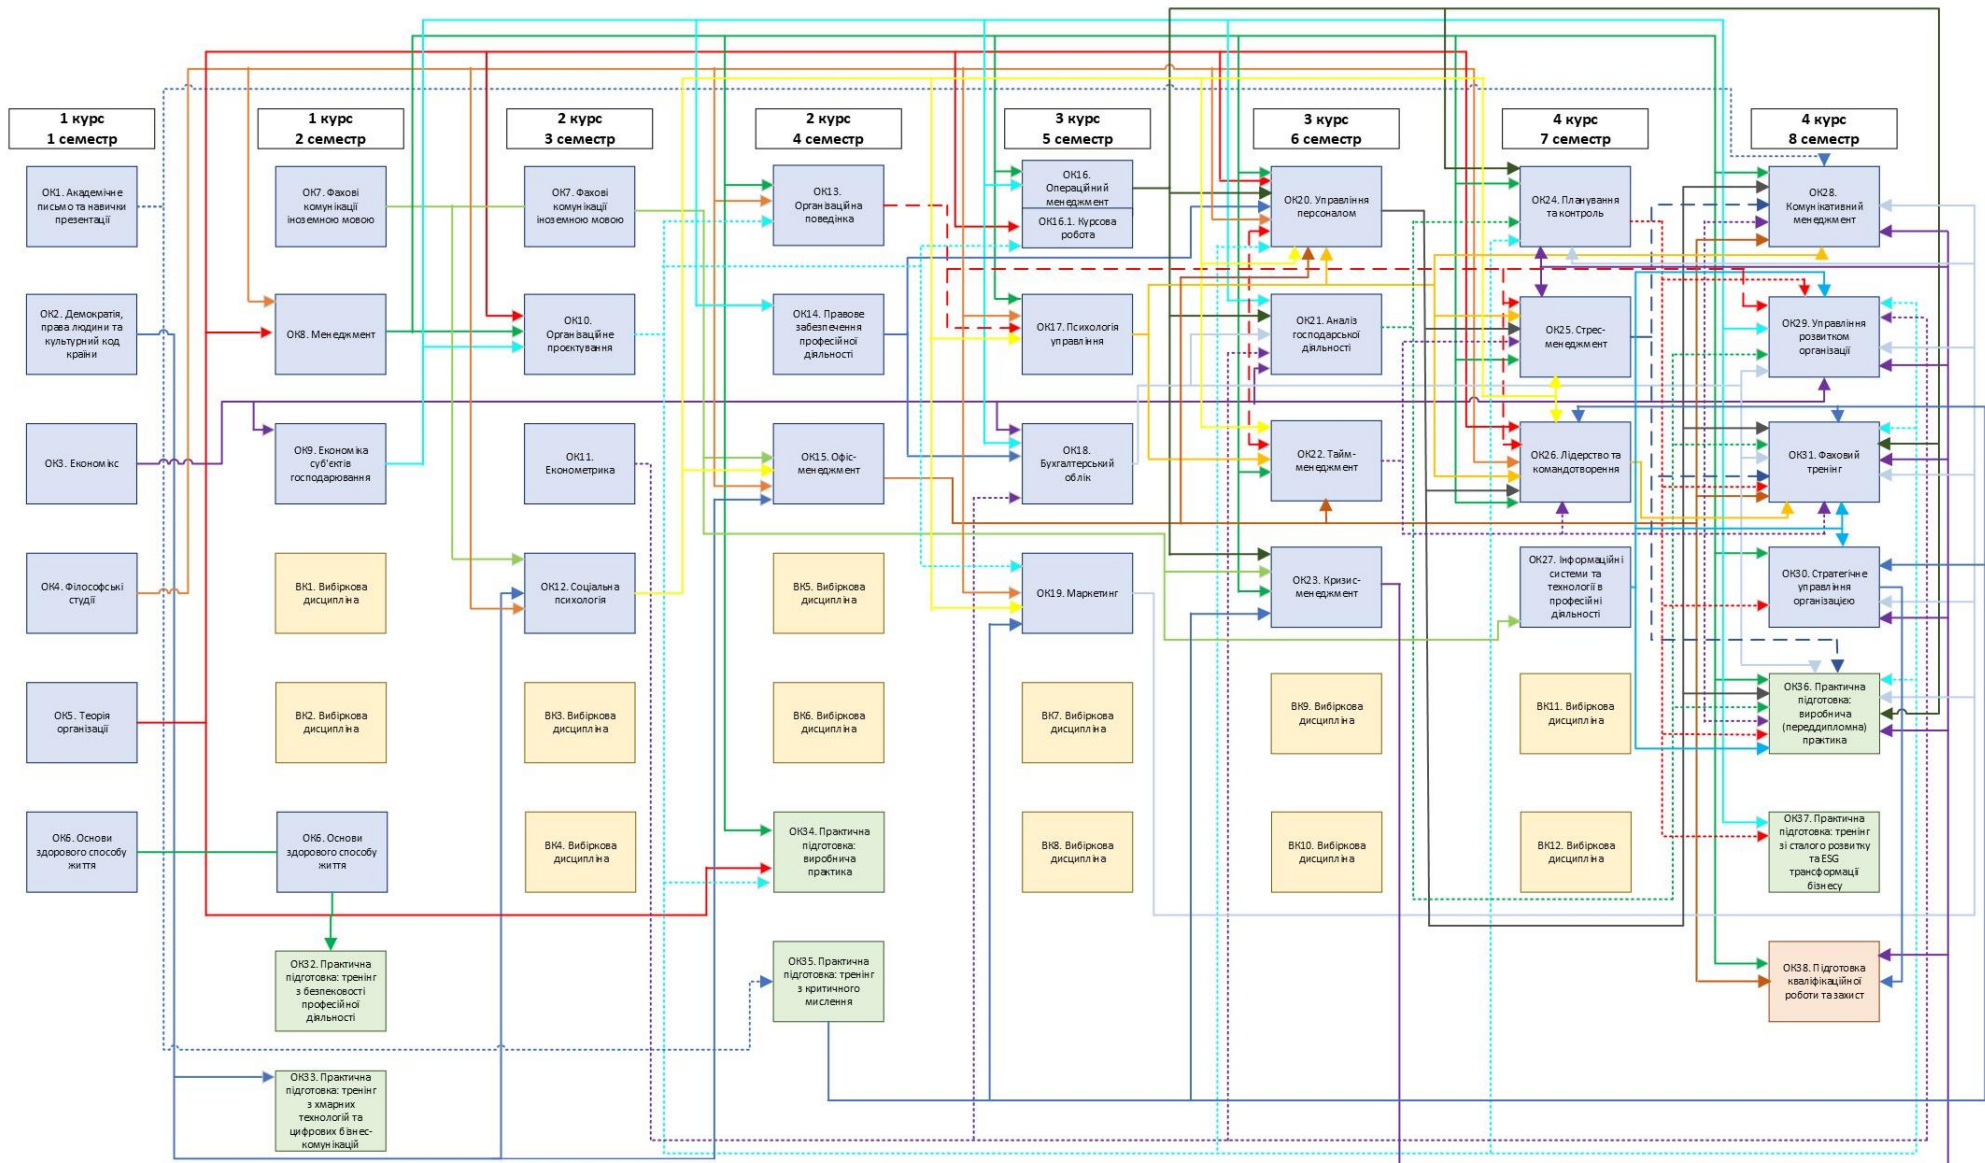 1 курс
1 семестр
ОК1. Академічне
письмо та навички
презентації
ОК2. Демократія,
права людини та
культурний код
країни
ОК3. Економікс
ОК4. Філософські
студії
ОК5. Теорія
організації
ОК6. Основи
здорового способу
життя
1 курс
2 семестр
ОК7. Фахові
комунікації
іноземною мовою
ОК8. Менеджмент
ОК9. Економіка
суб'єктів
господарювання
ВК1. Вибіркова
дисципліна
ВК2. Вибіркова
дисципліна
ОК6. Основи
здорового способу
життя
ОК32. Практична
підготовка: тренінг
з безпековості
професійної
діяльності
ОК33. Практична
підготовка: тренінг
з хмарних
технологій та
цифрових бізнес-
комунікацій
2 курс
3 семестр
ОК7. Фахові
комунікації
іноземною мовою
ОК10.
Організаційне
проєктування
ОК11.
Економетрика
ОК12. Соціальна
психологія
ВК3. Вибіркова
дисципліна
ВК4. Вибіркова
дисципліна
2 курс
4 семестр
ОК13.
Організаційна
поведінка
ОК14. Правове
забезпечення
професійної
діяльності
ОК15. Офіс-
менеджмент
ВК5. Вибіркова
дисципліна
ВК6. Вибіркова
дисципліна
ОК34. Практична
підготовка:
виробнича
практика
ОК35. Практична
підготовка: тренінг
з критичного
мислення
3 курс
5 семестр
ОК16.
Операційний
менеджмент
ОК16.1. Курсова
робота
ОК17. Психологія
управління
ОК18.
Бухгалтерський
облік
ОК19. Маркетинг
ВК7. Вибіркова
дисципліна
ВК8. Вибіркова
дисципліна
3 курс
6 семестр
ОК20. Управління
персоналом
ОК21. Аналіз
господарської
діяльності
ОК22. Тайм-
менеджмент
ОК23. Кризис-
менеджмент
ВК9. Вибіркова
дисципліна
ВК10. Вибіркова
дисципліна
4 курс
7 семестр
ОК24. Планування
та контроль
ОК25. Стрес-
менеджмент
ОК26. Лідерство та
командотворення
ОК27. Інформаційні
системи та
технології в
професійні
діяльності
ВК11. Вибіркова
дисципліна
ВК12. Вибіркова
дисципліна
4 курс
8 семестр
ОК28.
Комунікативний
менеджмент
ОК29. Управління
розвитком
організації
ОК31. Фаховий
тренінг
ОК30. Стратегічне
управління
організацією
ОК36. Практична
підготовка:
виробнича
(переддипломна)
практика
ОК37. Практична
підготовка: тренінг
зі сталого розвитку
та ESG
трансформації
бізнесу
ОК38. Підготовка
кваліфікаційної
роботи та захист